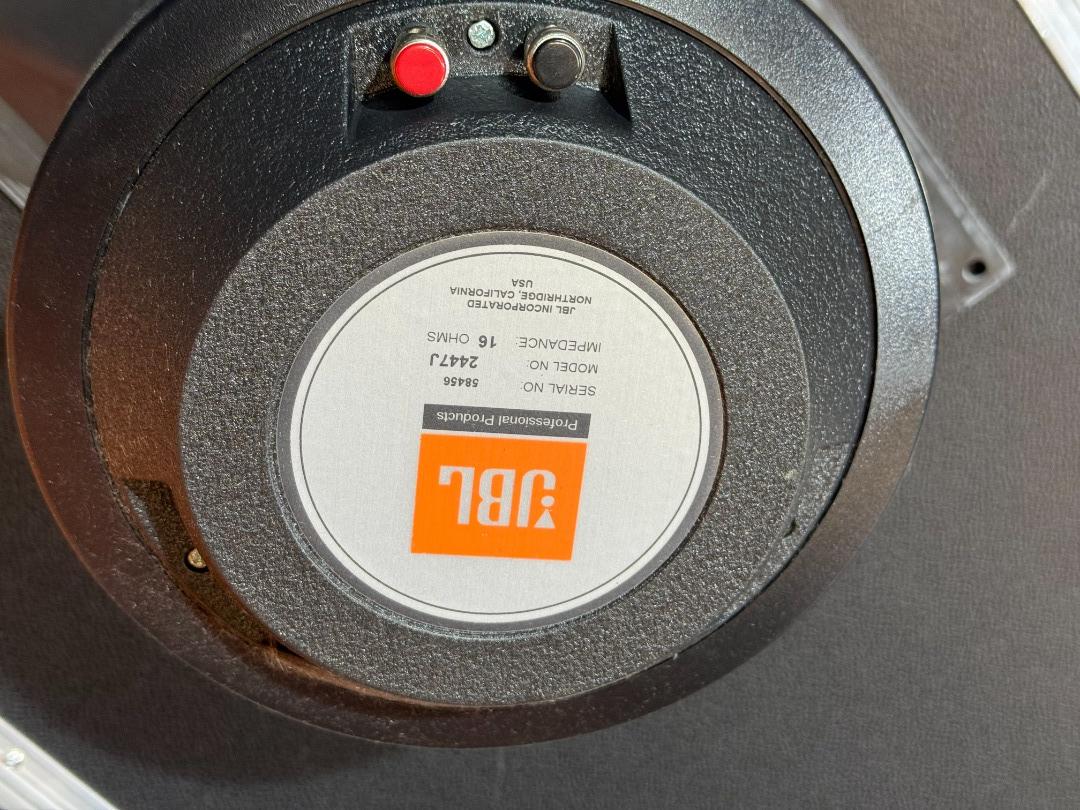 JBL
Professional Products
SERIAL NO: 58456
MODEL NO: 2447J
IMPEDANCE: 16 OHMS
JBL INCORPORATED
NORTHRIDGE, CALIFORNIA
USA